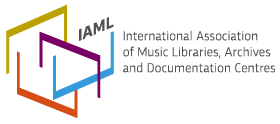 IAML
International Association
of Music Libraries, Archives
and Documentation Centres